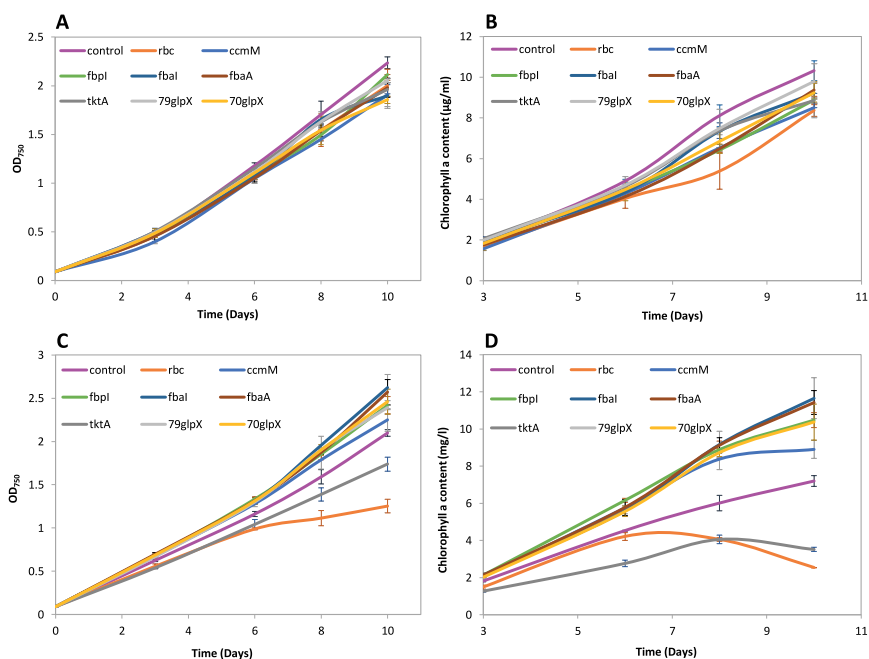 A
2.5
2
1.5
1
0.5
0
OD750
control rbc ccmM
fbpI fbaI fbaA
tktA 79glpX 70glpX
0 2 4 6 8 10
Time (Days)
B
12
10
8
6
4
2
0
Chlorophyll a content (µg/ml)
control rbc ccmM
fbpI fbaI fbaA
tktA 79glpX 70glpX
3 5 7 9 11
Time (Days)
C
3
2.5
2
1.5
1
0.5
0
OD750
control rbc ccmM
fbpI fbaI fbaA
tktA 79glpX 70glpX
0 2 4 6 8 10
Time (Days)
D
14
12
10
8
6
4
2
0
Chlorophyll a content (mg/l)
control rbc ccmM
fbpI fbaI fbaA
tktA 79glpX 70glpX
3 5 7 9 11
Time (Days)